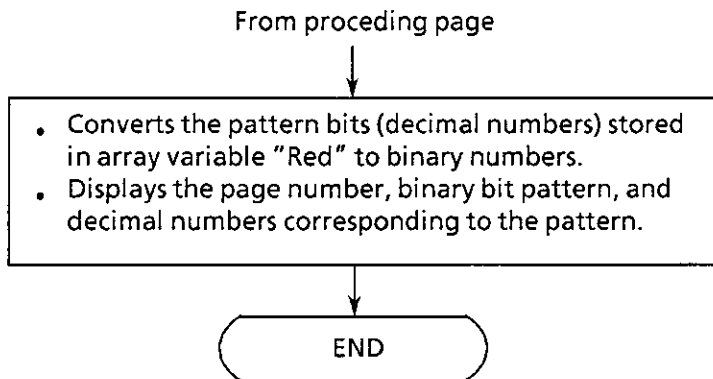 From proceding page
• Converts the pattern bits (decimal numbers) stored
in array variable "Red" to binary numbers.
• Displays the page number, binary bit pattern, and
decimal numbers corresponding to the pattern.
END